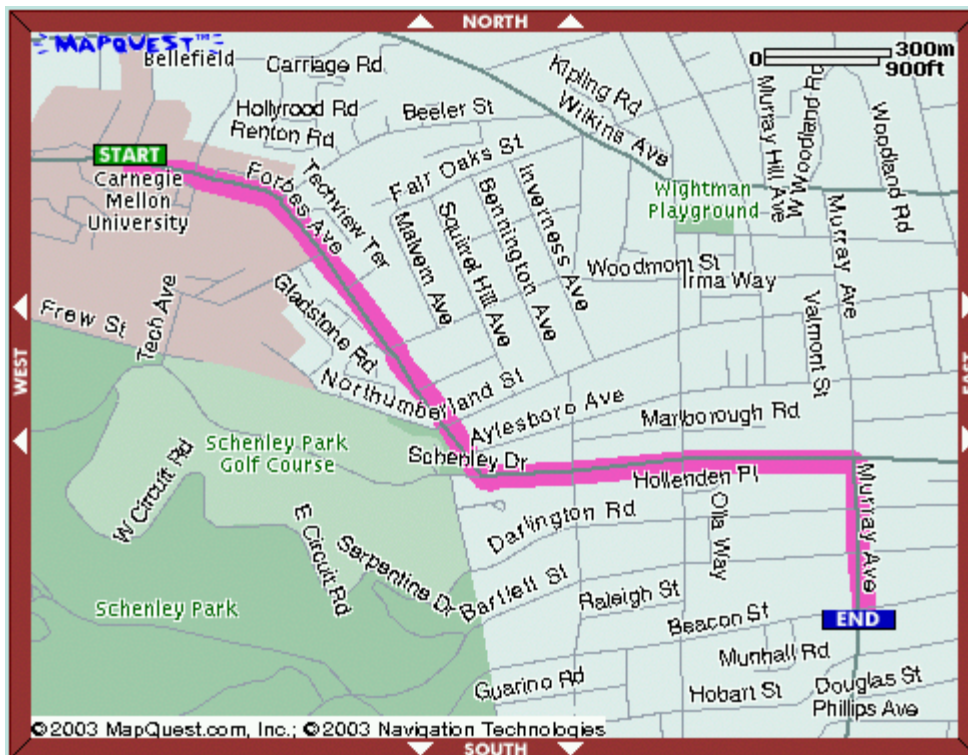 NORTH
MAPQUEST™
Bellefield
Carriage Rd
Kipling Rd
0 300m
900ft
Hollyrood Rd
Renton Rd
Beeler St
Wilkins Ave
Murray Hill Ave
Woodland Rd
START
Carnegie
Mellon
University
Forbes Ave
Techview Ter
Fair Oaks St
Malvern Ave
Squirrel Hill Ave
Bennington Ave
Inverness Ave
Wightman
Playground
W Woodland Rd
Murray Ave
Woodmont St
Irma Way
Valmont St
Frew St
Tech Ave
Gladstone Rd
WEST
EAST
Northumberland St
Aylesboro Ave
Marlborough Rd
Schenley Park
Golf Course
Schenley Dr
Hollenden Pl
Murray Ave
W Circuit Rd
E Circuit Rd
Serpentine Dr
Darlington Rd
Olla Way
Bartlett St
Raleigh St
Schenley Park
Beacon St
END
Munhall Rd
Guarino Rd
Hobart St
Douglas St
Phillips Ave
©2003 MapQuest.com, Inc.; ©2003 Navigation Technologies
SOUTH